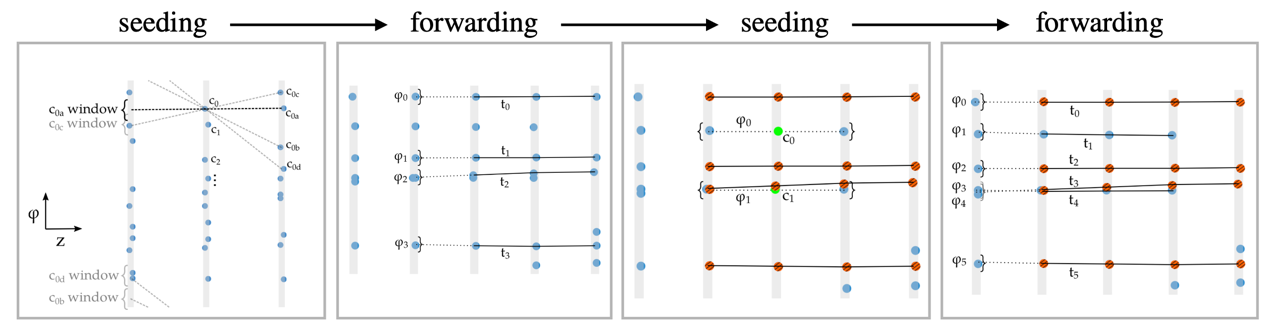 seeding
forwarding
seeding
forwarding
c₀ₐ window
c₀c window
c₀
c₁
c₂
⋮
c₀c
c₀ₐ
c₀b
c₀d
φ
z
c₀d window
c₀b window
φ₀
t₀
φ₁
t₁
φ₂
t₂
φ₃
t₃
φ₀
c₀
φ₁
c₁
φ₀
t₀
φ₁
t₁
φ₂
t₂
φ₃
t₃
φ₄
t₄
φ₅
t₅